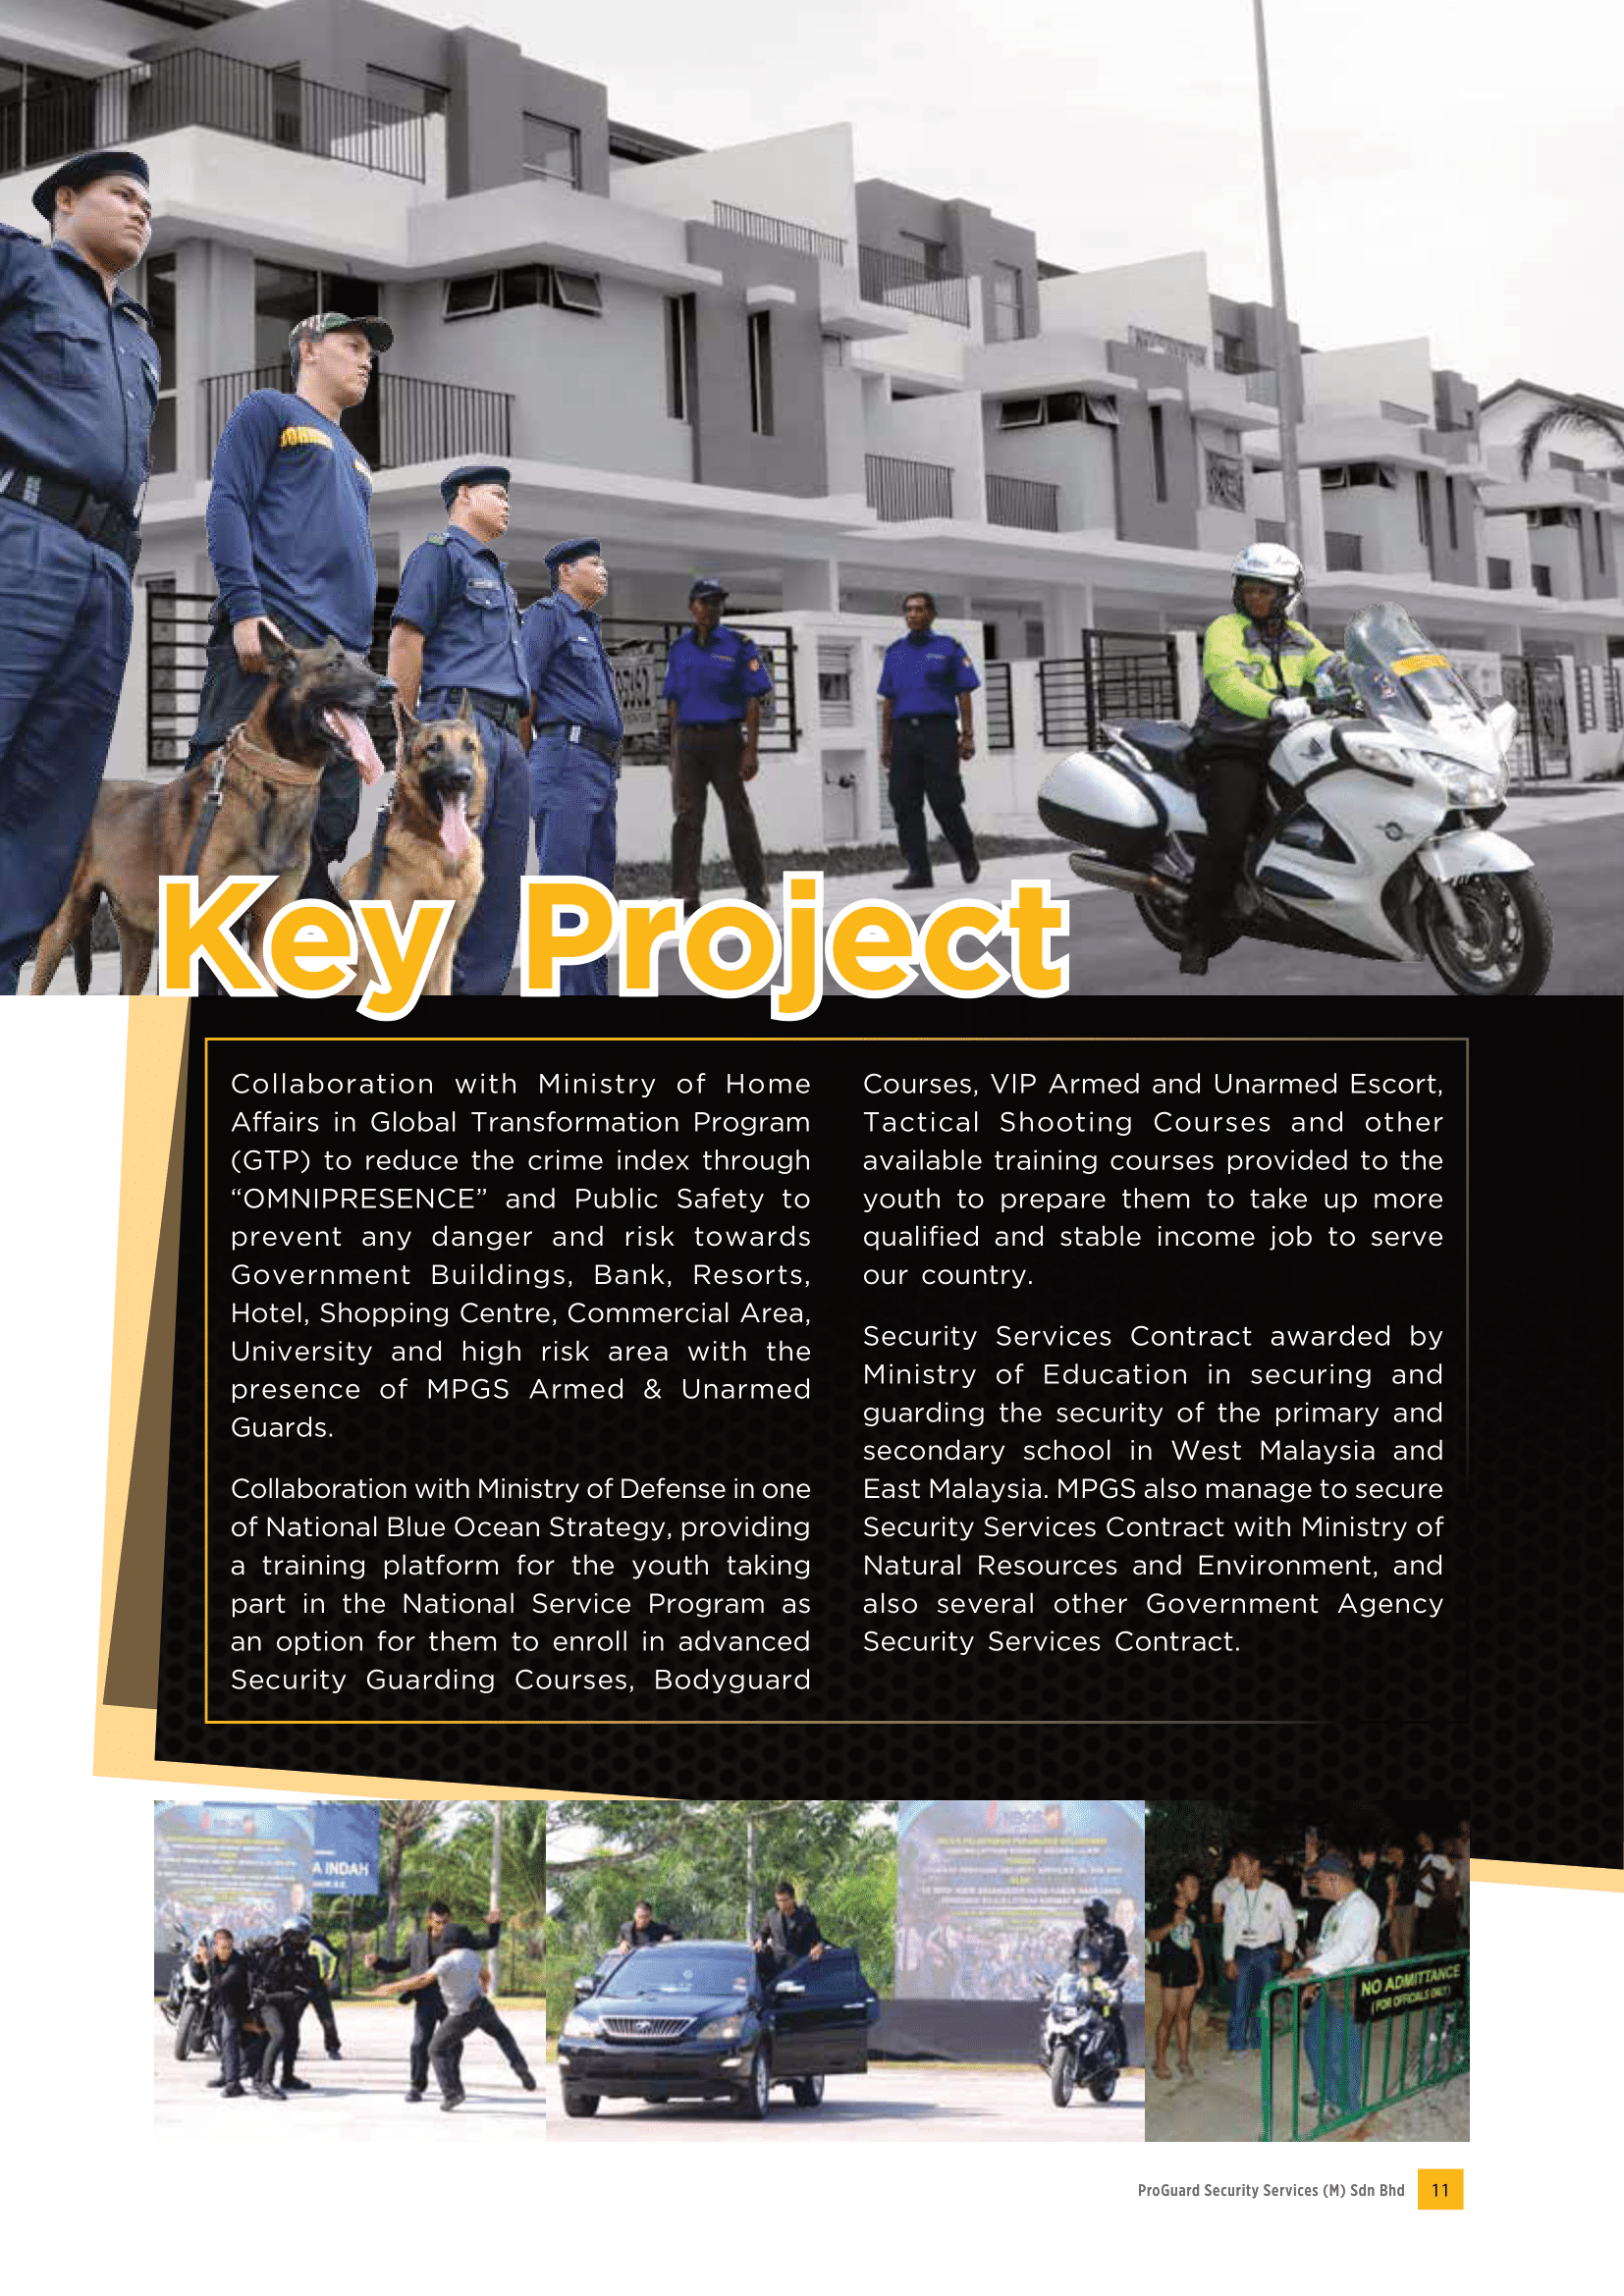 Key Project
Collaboration with Ministry of Home
Affairs in Global Transformation Program
(GTP) to reduce the crime index through
“OMNIPRESENCE” and Public Safety to
prevent any danger and risk towards
Government Buildings, Bank, Resorts,
Hotel, Shopping Centre, Commercial Area,
University and high risk area with the
presence of MPGS Armed & Unarmed
Guards.
Collaboration with Ministry of Defense in one
of National Blue Ocean Strategy, providing
a training platform for the youth taking
part in the National Service Program as
an option for them to enroll in advanced
Security Guarding Courses, Bodyguard
Courses, VIP Armed and Unarmed Escort,
Tactical Shooting Courses and other
available training courses provided to the
youth to prepare them to take up more
qualified and stable income job to serve
our country.
Security Services Contract awarded by
Ministry of Education in securing and
guarding the security of the primary and
secondary school in West Malaysia and
East Malaysia. MPGS also manage to secure
Security Services Contract with Ministry of
Natural Resources and Environment, and
also several other Government Agency
Security Services Contract.
A INDAH
NO ADMITTANCE
(FOR OFFICIALS ONLY)
ProGuard Security Services (M) Sdn Bhd 11